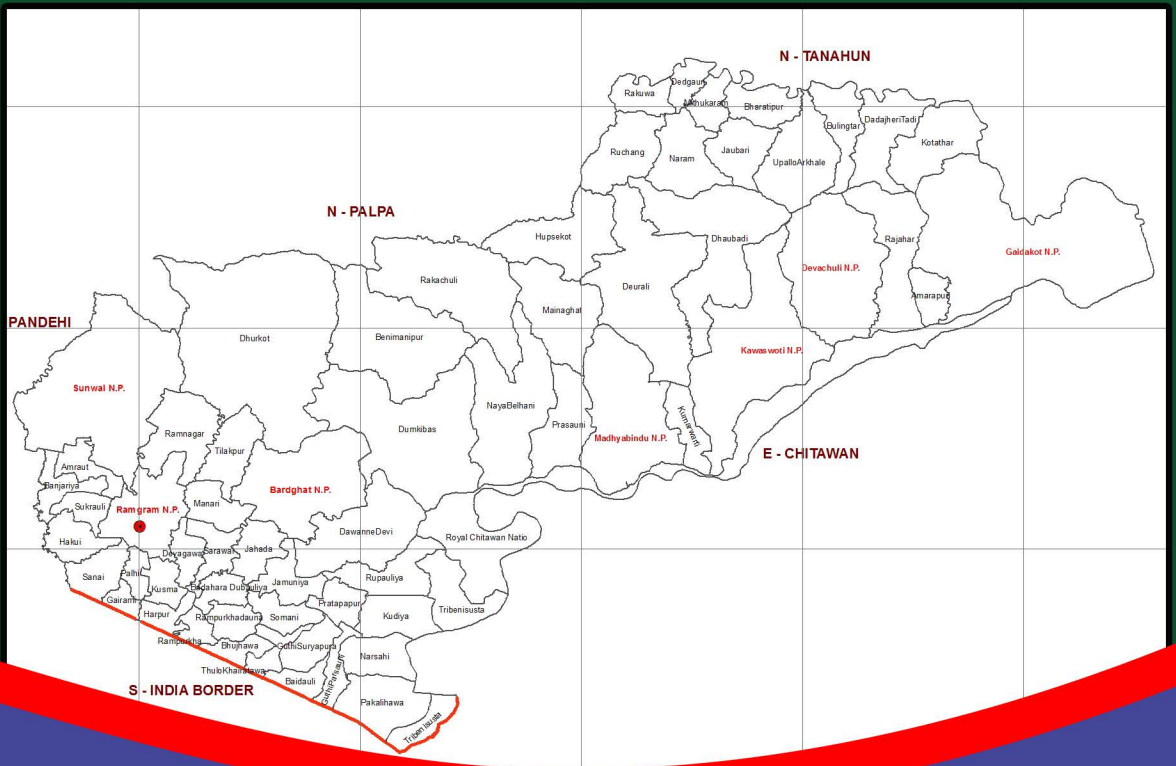 N - TANAHUN
Dedgaun
Rakuwa
Bharatipur
Bulingtar
DadajheriTadi
Kotathar
Ruchang
Naram
Jaubari
UpalloArkhale
N - PALPA
Hupsekot
Dhaubadi
Rajahar
Gaidakot N.P.
Devachuli N.P.
Rakachuli
Deurali
Amarapur
Mainaghat
PANDEHI
Dhurkot
Benimanipur
Kawaswoti N.P.
Sunwal N.P.
NayaBelhani
Kumarwarti
Prasauni
Dumkibas
Ramnagar
Madhyabindu N.P.
Tilakpur
E - CHITAWAN
Amraut
Banjariya
Bardghat N.P.
Sukrauli
Ramgram N.P.
Manari
DawanneDevi
Royal Chitawan Natio
Hakui
Devagawa
Sarawal
Jahada
Sanai
Palhi
Kusma
Badahara Dubauliya
Jamuniya
Rupauliya
Gairami
Pratapapur
Tribenisusta
Harpur
Rampurkhadauna
Somani
Kudiya
Rampurkha
Bhujhawa
GuthiSuryapura
Narsahi
ThuloKhairatawa
Baidauli
GuthiParsauni
S - INDIA BORDER
Pakalihawa
Tribenisusta